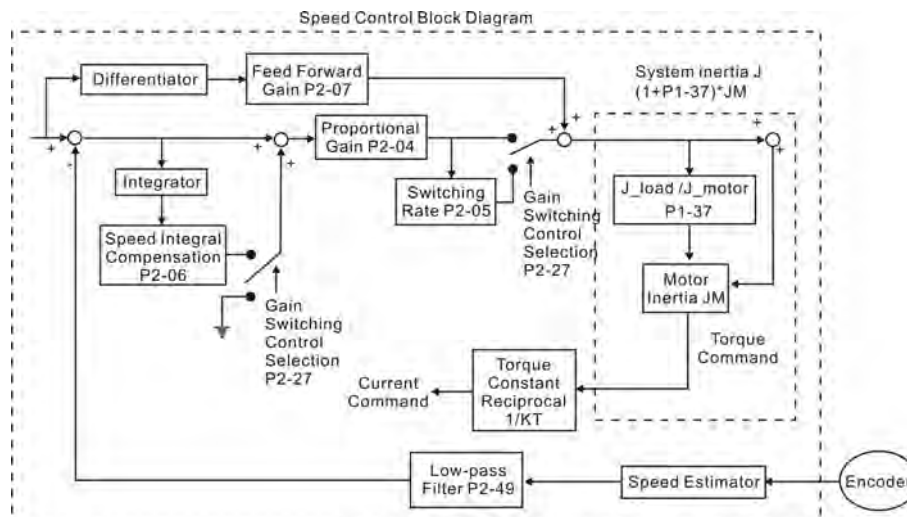 Speed Control Block Diagram
Differentiator
Feed Forward
Gain P2-07
System inertia J
(1+P1-37)*JM
+
+
+
+
-
+
+
+
+
Proportional
Gain P2-04
Integrator
Switching
Rate P2-05
Gain
Switching
Control
Selection
P2-27
J_load /J_motor
P1-37
Speed Integral
Compensation
P2-06
Gain
Switching
Control
Selection
P2-27
Motor
Inertia JM
Torque
Command
Current
Command
Torque
Constant
Reciprocal
1/KT
Low-pass
Filter P2-49
Speed Estimator
Encoder